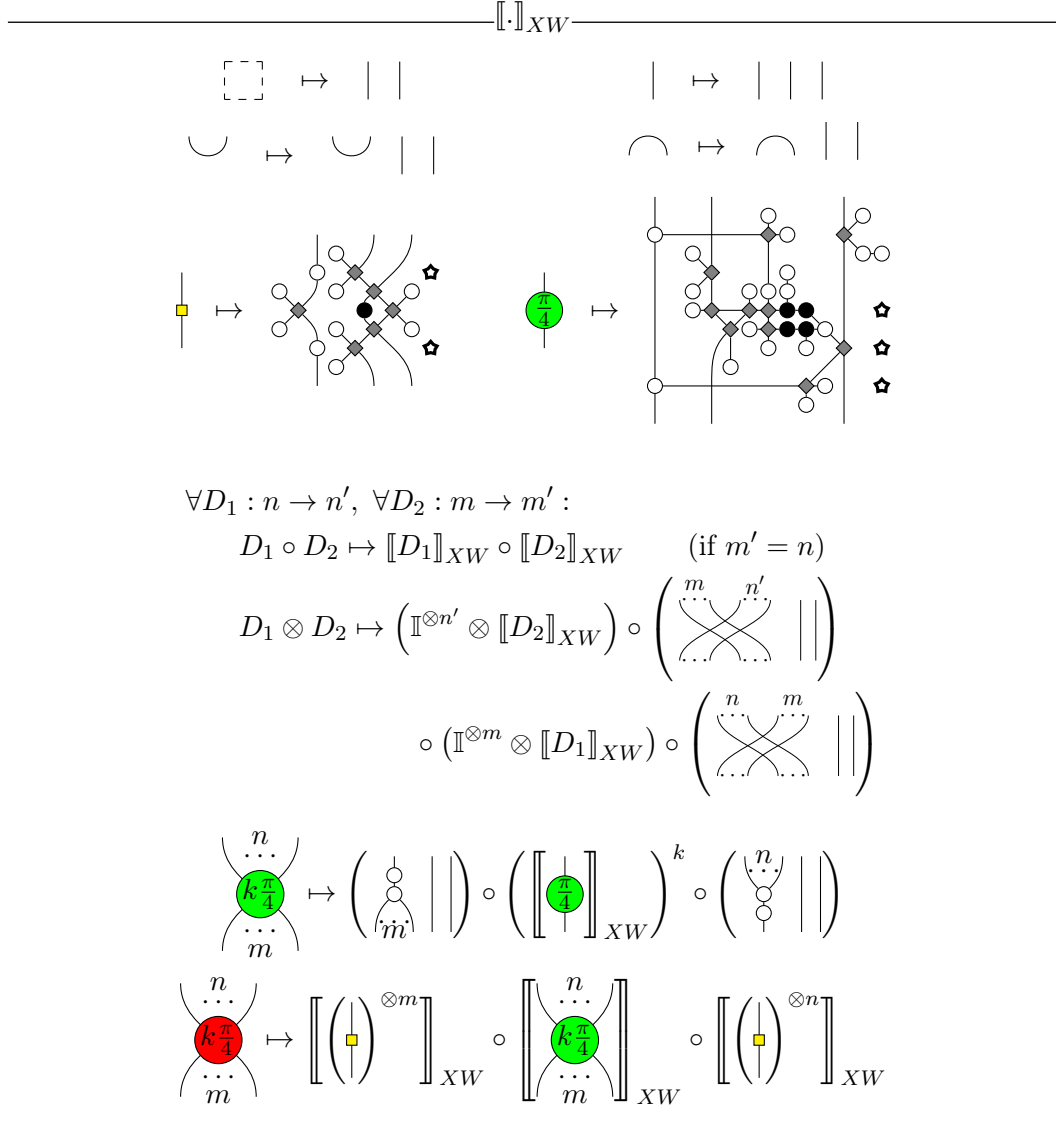 ⟦·⟧_{XW}
↦ ↦
↦ ↦
↦ π/4 ↦
∀D₁ : n → n′, ∀D₂ : m → m′ :
D₁ ∘ D₂ ↦ ⟦D₁⟧_{XW} ∘ ⟦D₂⟧_{XW} (if m′ = n)
D₁ ⊗ D₂ ↦ (𝕀^{⊗n′} ⊗ ⟦D₂⟧_{XW}) ∘ ( m ··· n′ ··· ··· ··· )
∘ (𝕀^{⊗m} ⊗ ⟦D₁⟧_{XW}) ∘ ( n ··· m ··· ··· ··· )
n ··· kπ/4 ··· m ↦ ( ··· m ) ∘ (⟦ π/4 ⟧_{XW})^k ∘ ( n ··· )
n ··· kπ/4 ··· m ↦ ⟦( )^{⊗m}⟧_{XW} ∘ ⟦ n ··· kπ/4 ··· m ⟧_{XW} ∘ ⟦( )^{⊗n}⟧_{XW}